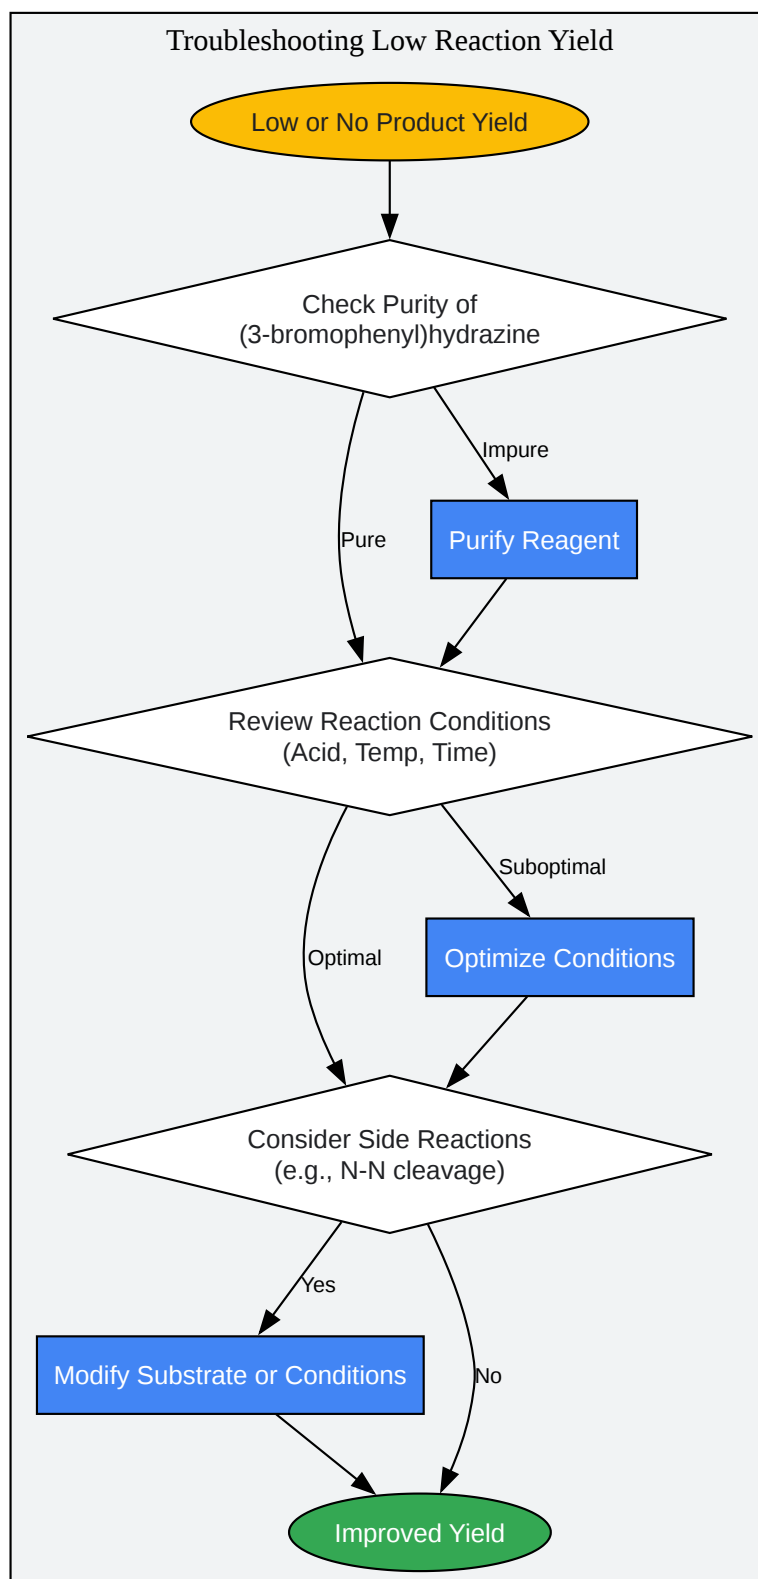 Troubleshooting Low Reaction Yield
Low or No Product Yield
Check Purity of
(3-bromophenyl)hydrazine
Impure
Pure
Purify Reagent
Review Reaction Conditions
(Acid, Temp, Time)
Suboptimal
Optimal
Optimize Conditions
Consider Side Reactions
(e.g., N-N cleavage)
Yes
Modify Substrate or Conditions
No
Improved Yield